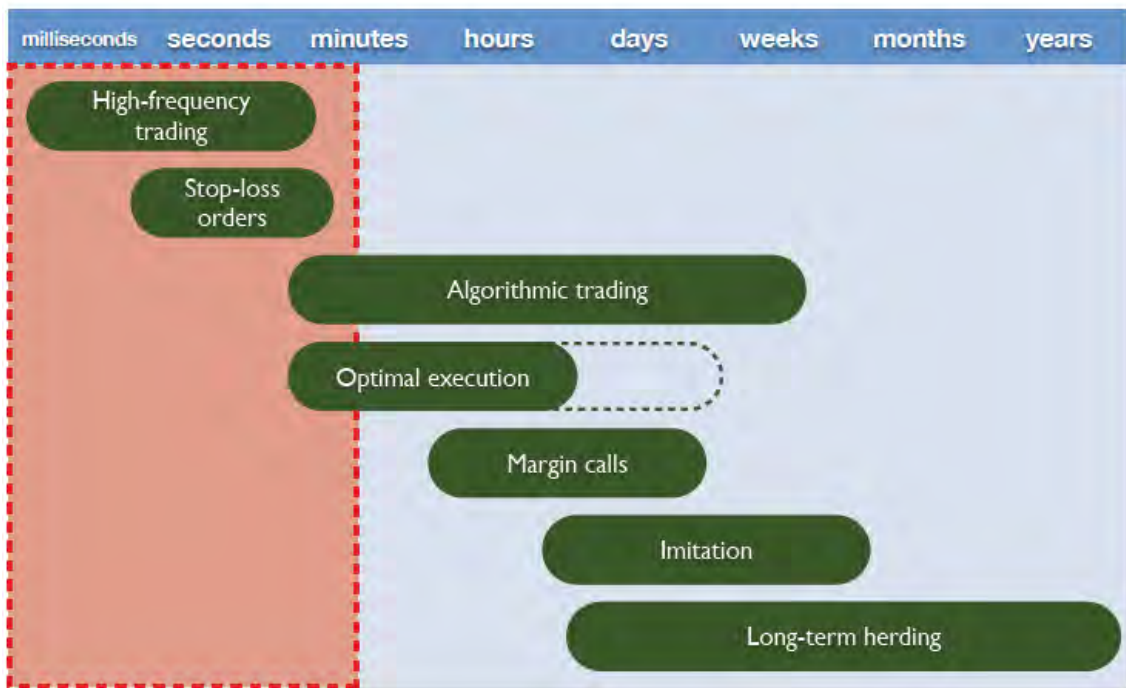 milliseconds seconds minutes hours days weeks months years
High-frequency
trading
Stop-loss
orders
Algorithmic trading
Optimal execution
Margin calls
Imitation
Long-term herding